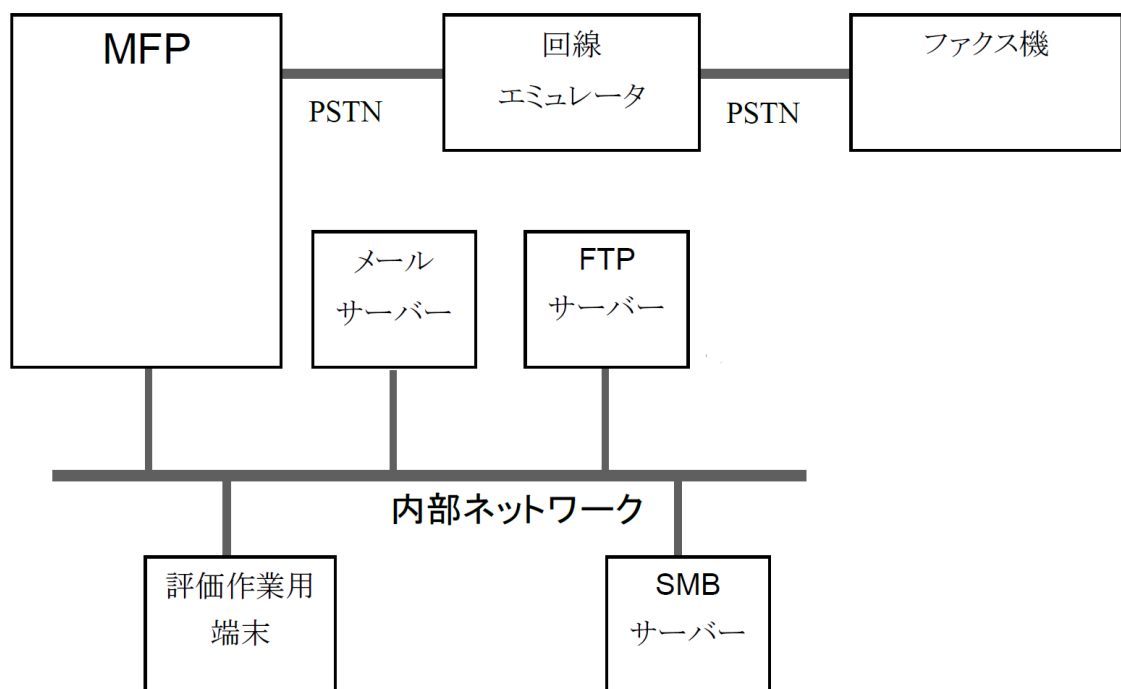 MFP
回線
エミュレータ
ファクス機
PSTN
PSTN
メール
サーバー
FTP
サーバー
内部ネットワーク
評価作業用
端末
SMB
サーバー